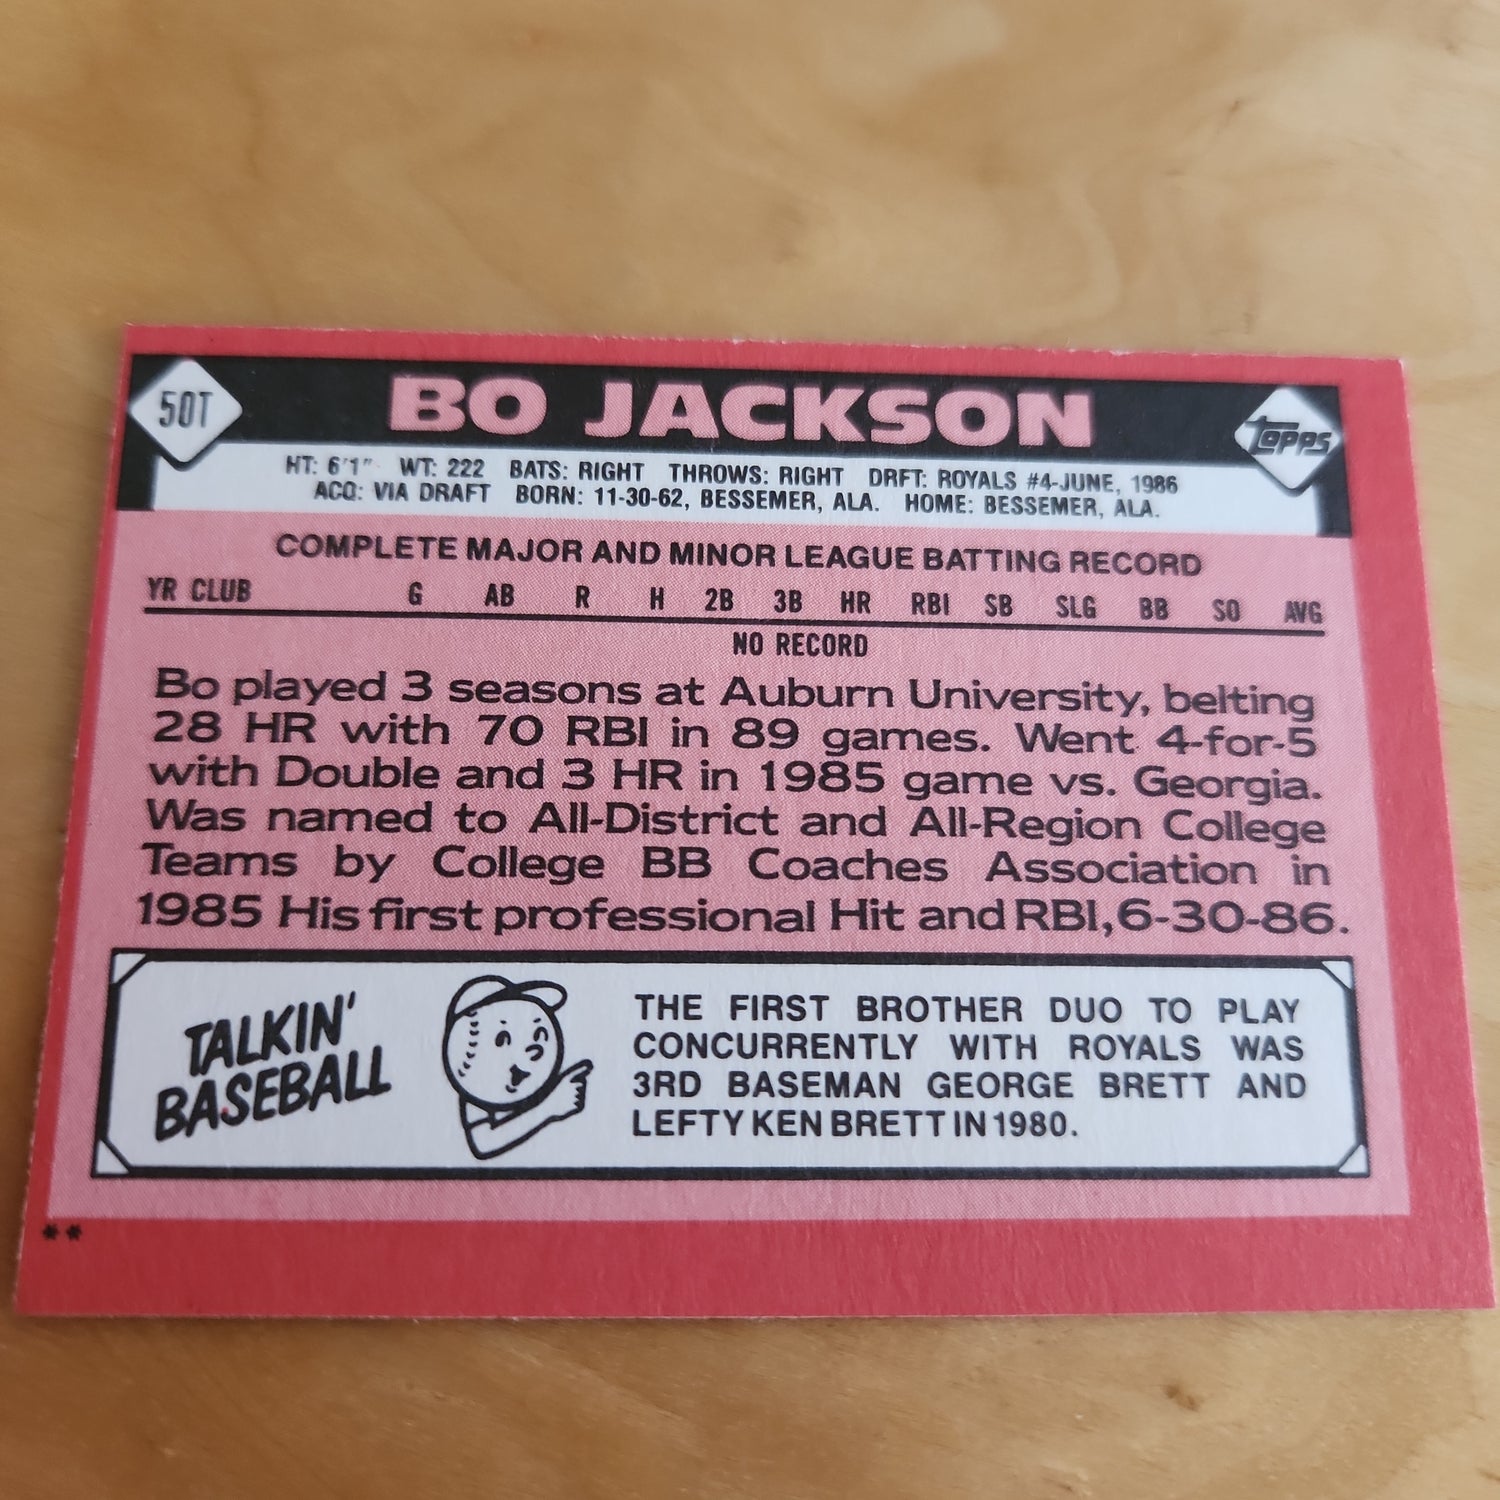 50T BO JACKSON Topps
HT: 6'1" WT: 222 BATS: RIGHT THROWS: RIGHT DRFT: ROYALS #4-JUNE, 1986
ACQ: VIA DRAFT BORN: 11-30-62, BESSEMER, ALA. HOME: BESSEMER, ALA.
COMPLETE MAJOR AND MINOR LEAGUE BATTING RECORD
YR CLUB G AB R H 2B 3B HR RBI SB SLG BB SO AVG
NO RECORD
Bo played 3 seasons at Auburn University, belting
28 HR with 70 RBI in 89 games. Went 4-for-5
with Double and 3 HR in 1985 game vs. Georgia.
Was named to All-District and All-Region College
Teams by College BB Coaches Association in
1985 His first professional Hit and RBI, 6-30-86.
TALKIN'
BASEBALL
THE FIRST BROTHER DUO TO PLAY
CONCURRENTLY WITH ROYALS WAS
3RD BASEMAN GEORGE BRETT AND
LEFTY KEN BRETT IN 1980.
**